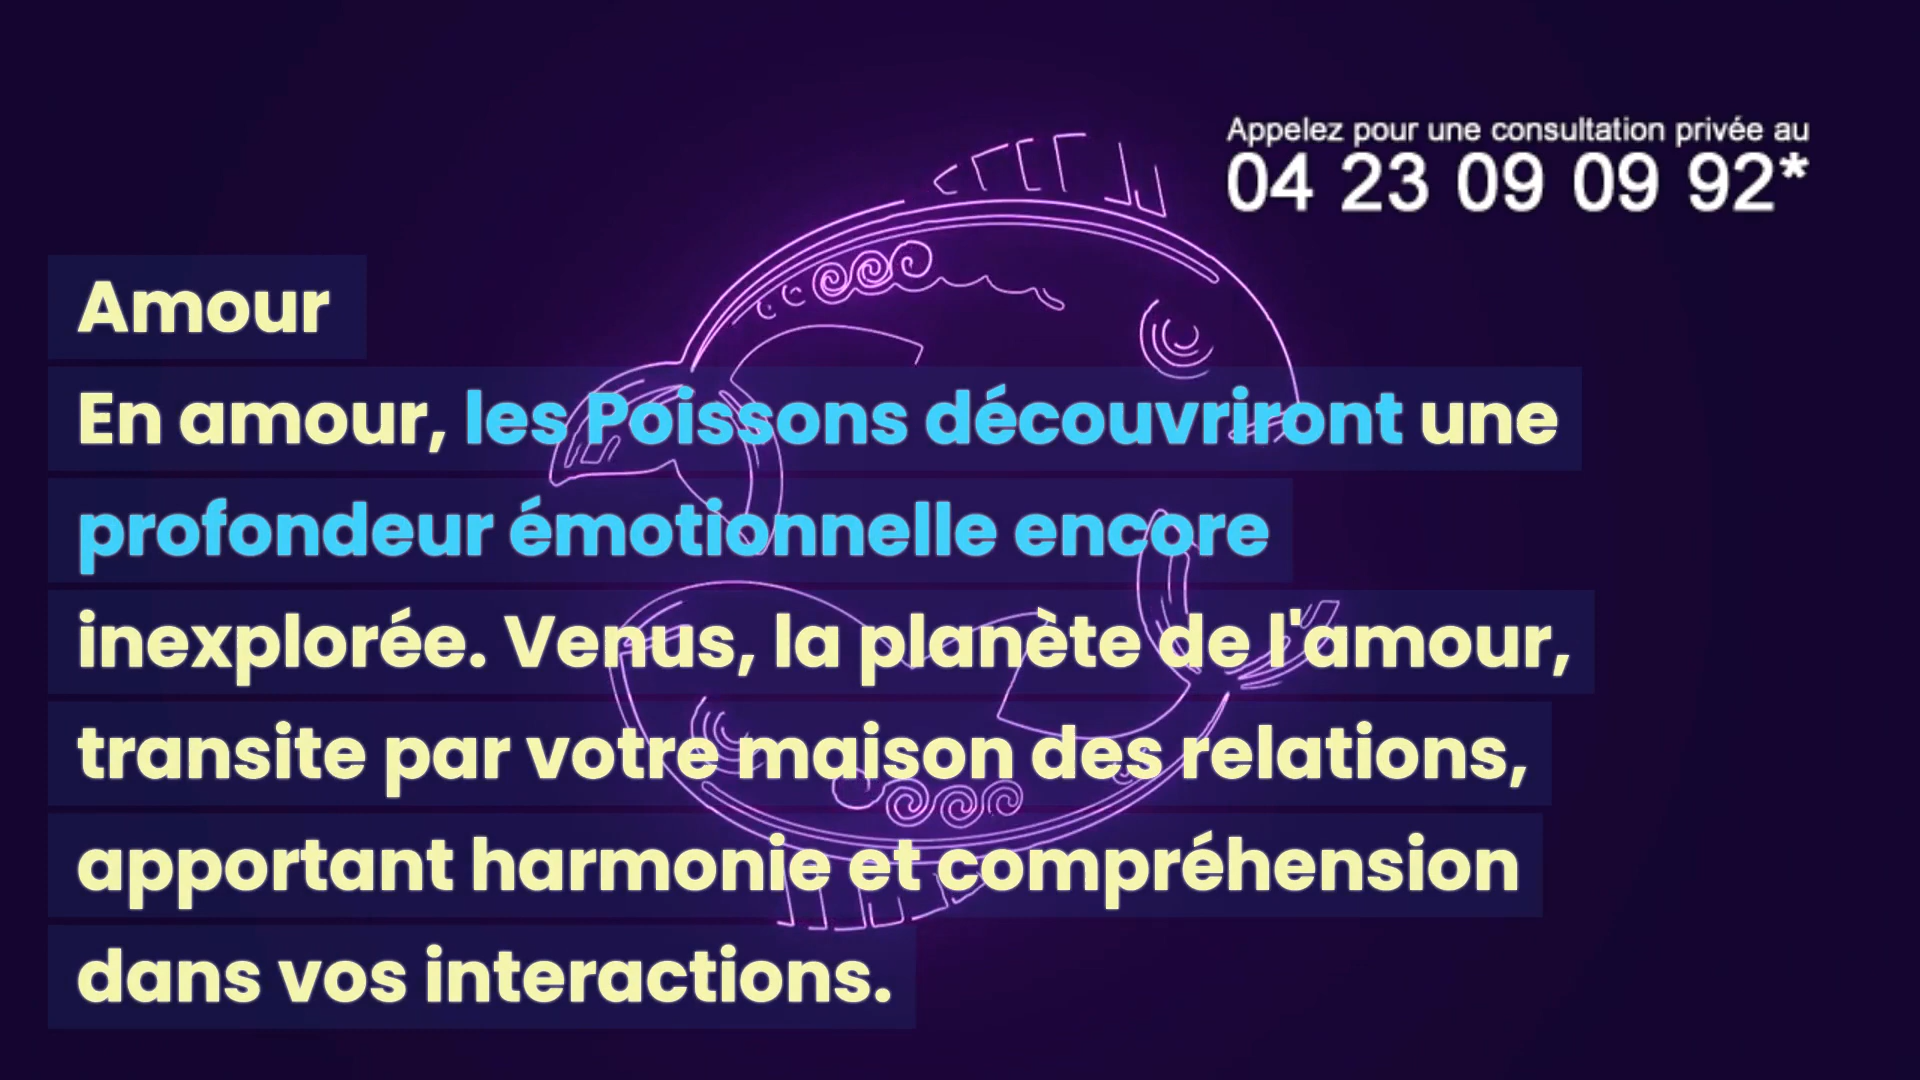 Appelez pour une consultation privée au
04 23 09 09 92*
Amour
En amour, les Poissons découvriront une
profondeur émotionnelle encore
inexplorée. Venus, la planète de l'amour,
transite par votre maison des relations,
apportant harmonie et compréhension
dans vos interactions.